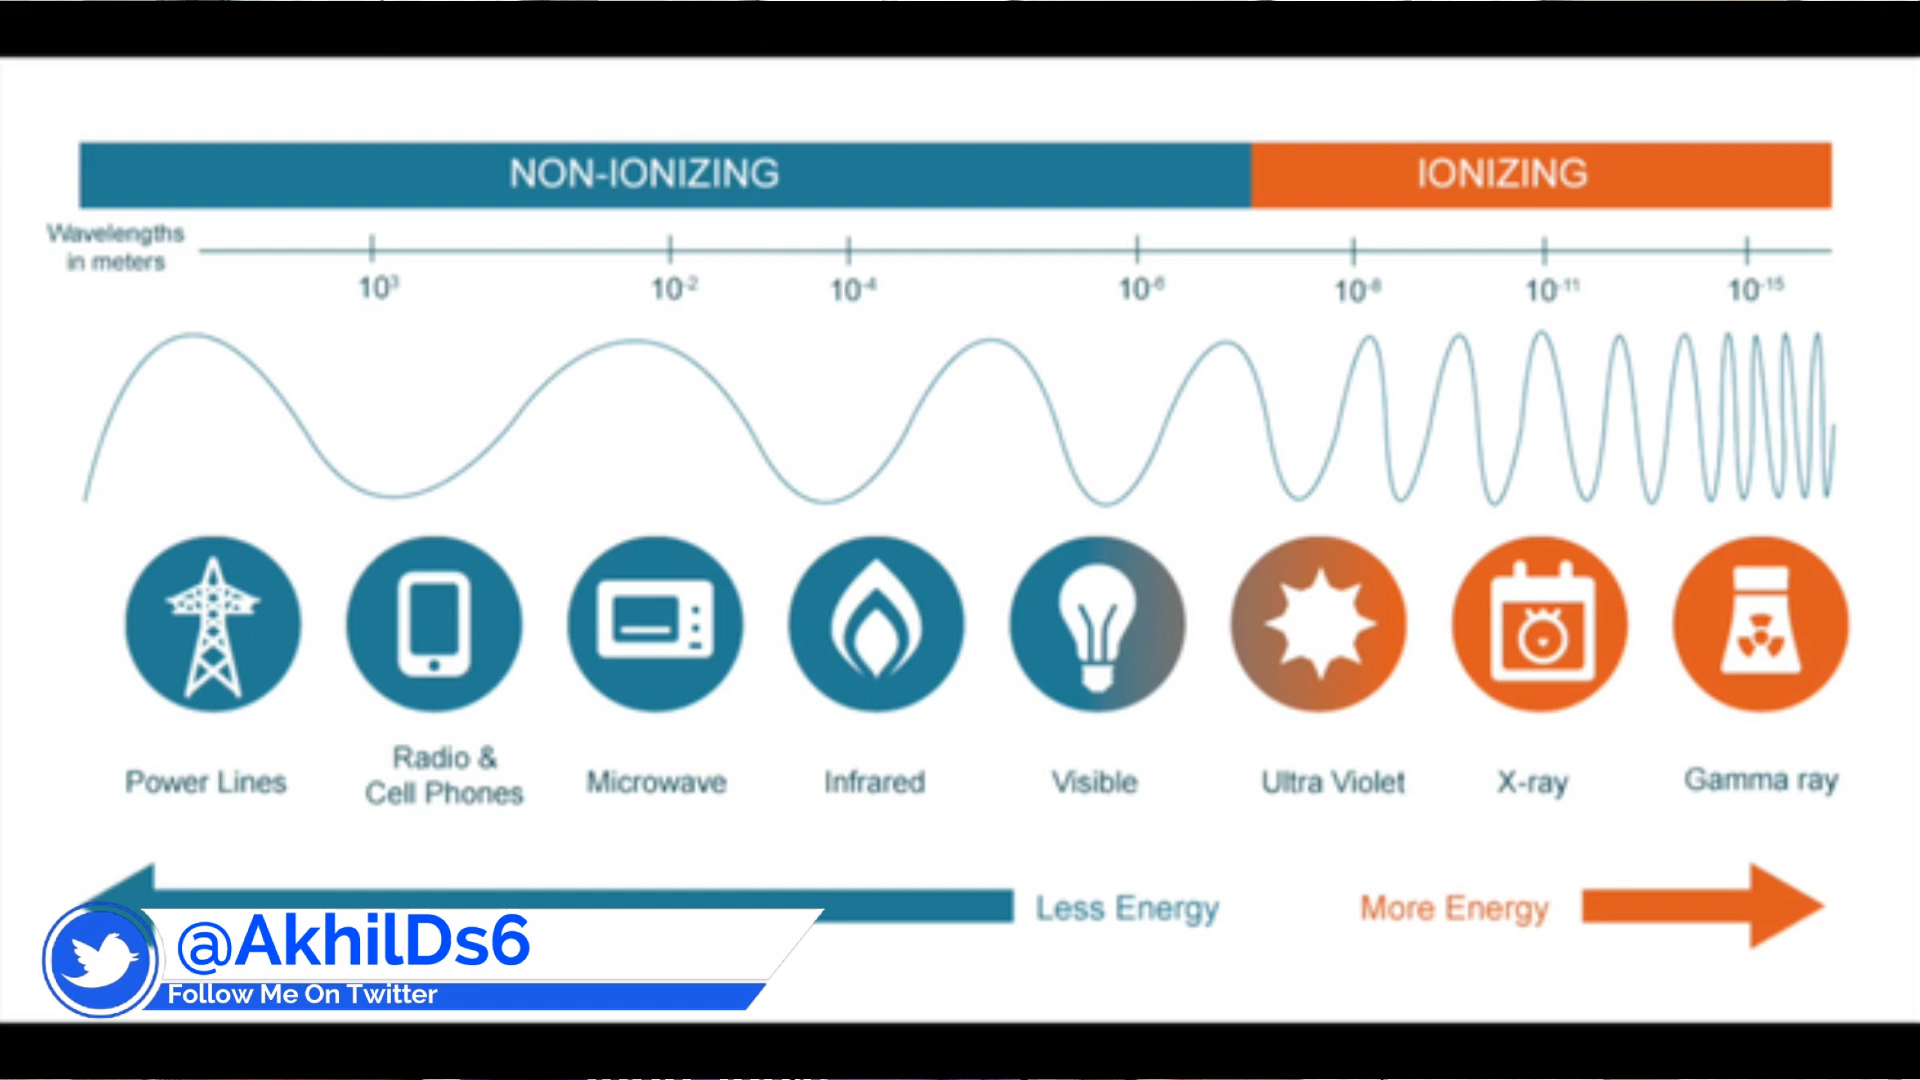 NON-IONIZING
IONIZING
Wavelengths
in meters
10³
10⁻²
10⁻⁴
10⁻⁶
10⁻⁸
10⁻¹¹
10⁻¹⁵
Radio &
Power Lines
Cell Phones
Microwave
Infrared
Visible
Ultra Violet
X-ray
Gamma ray
Less Energy
More Energy
@AkhilDs6
Follow Me On Twitter